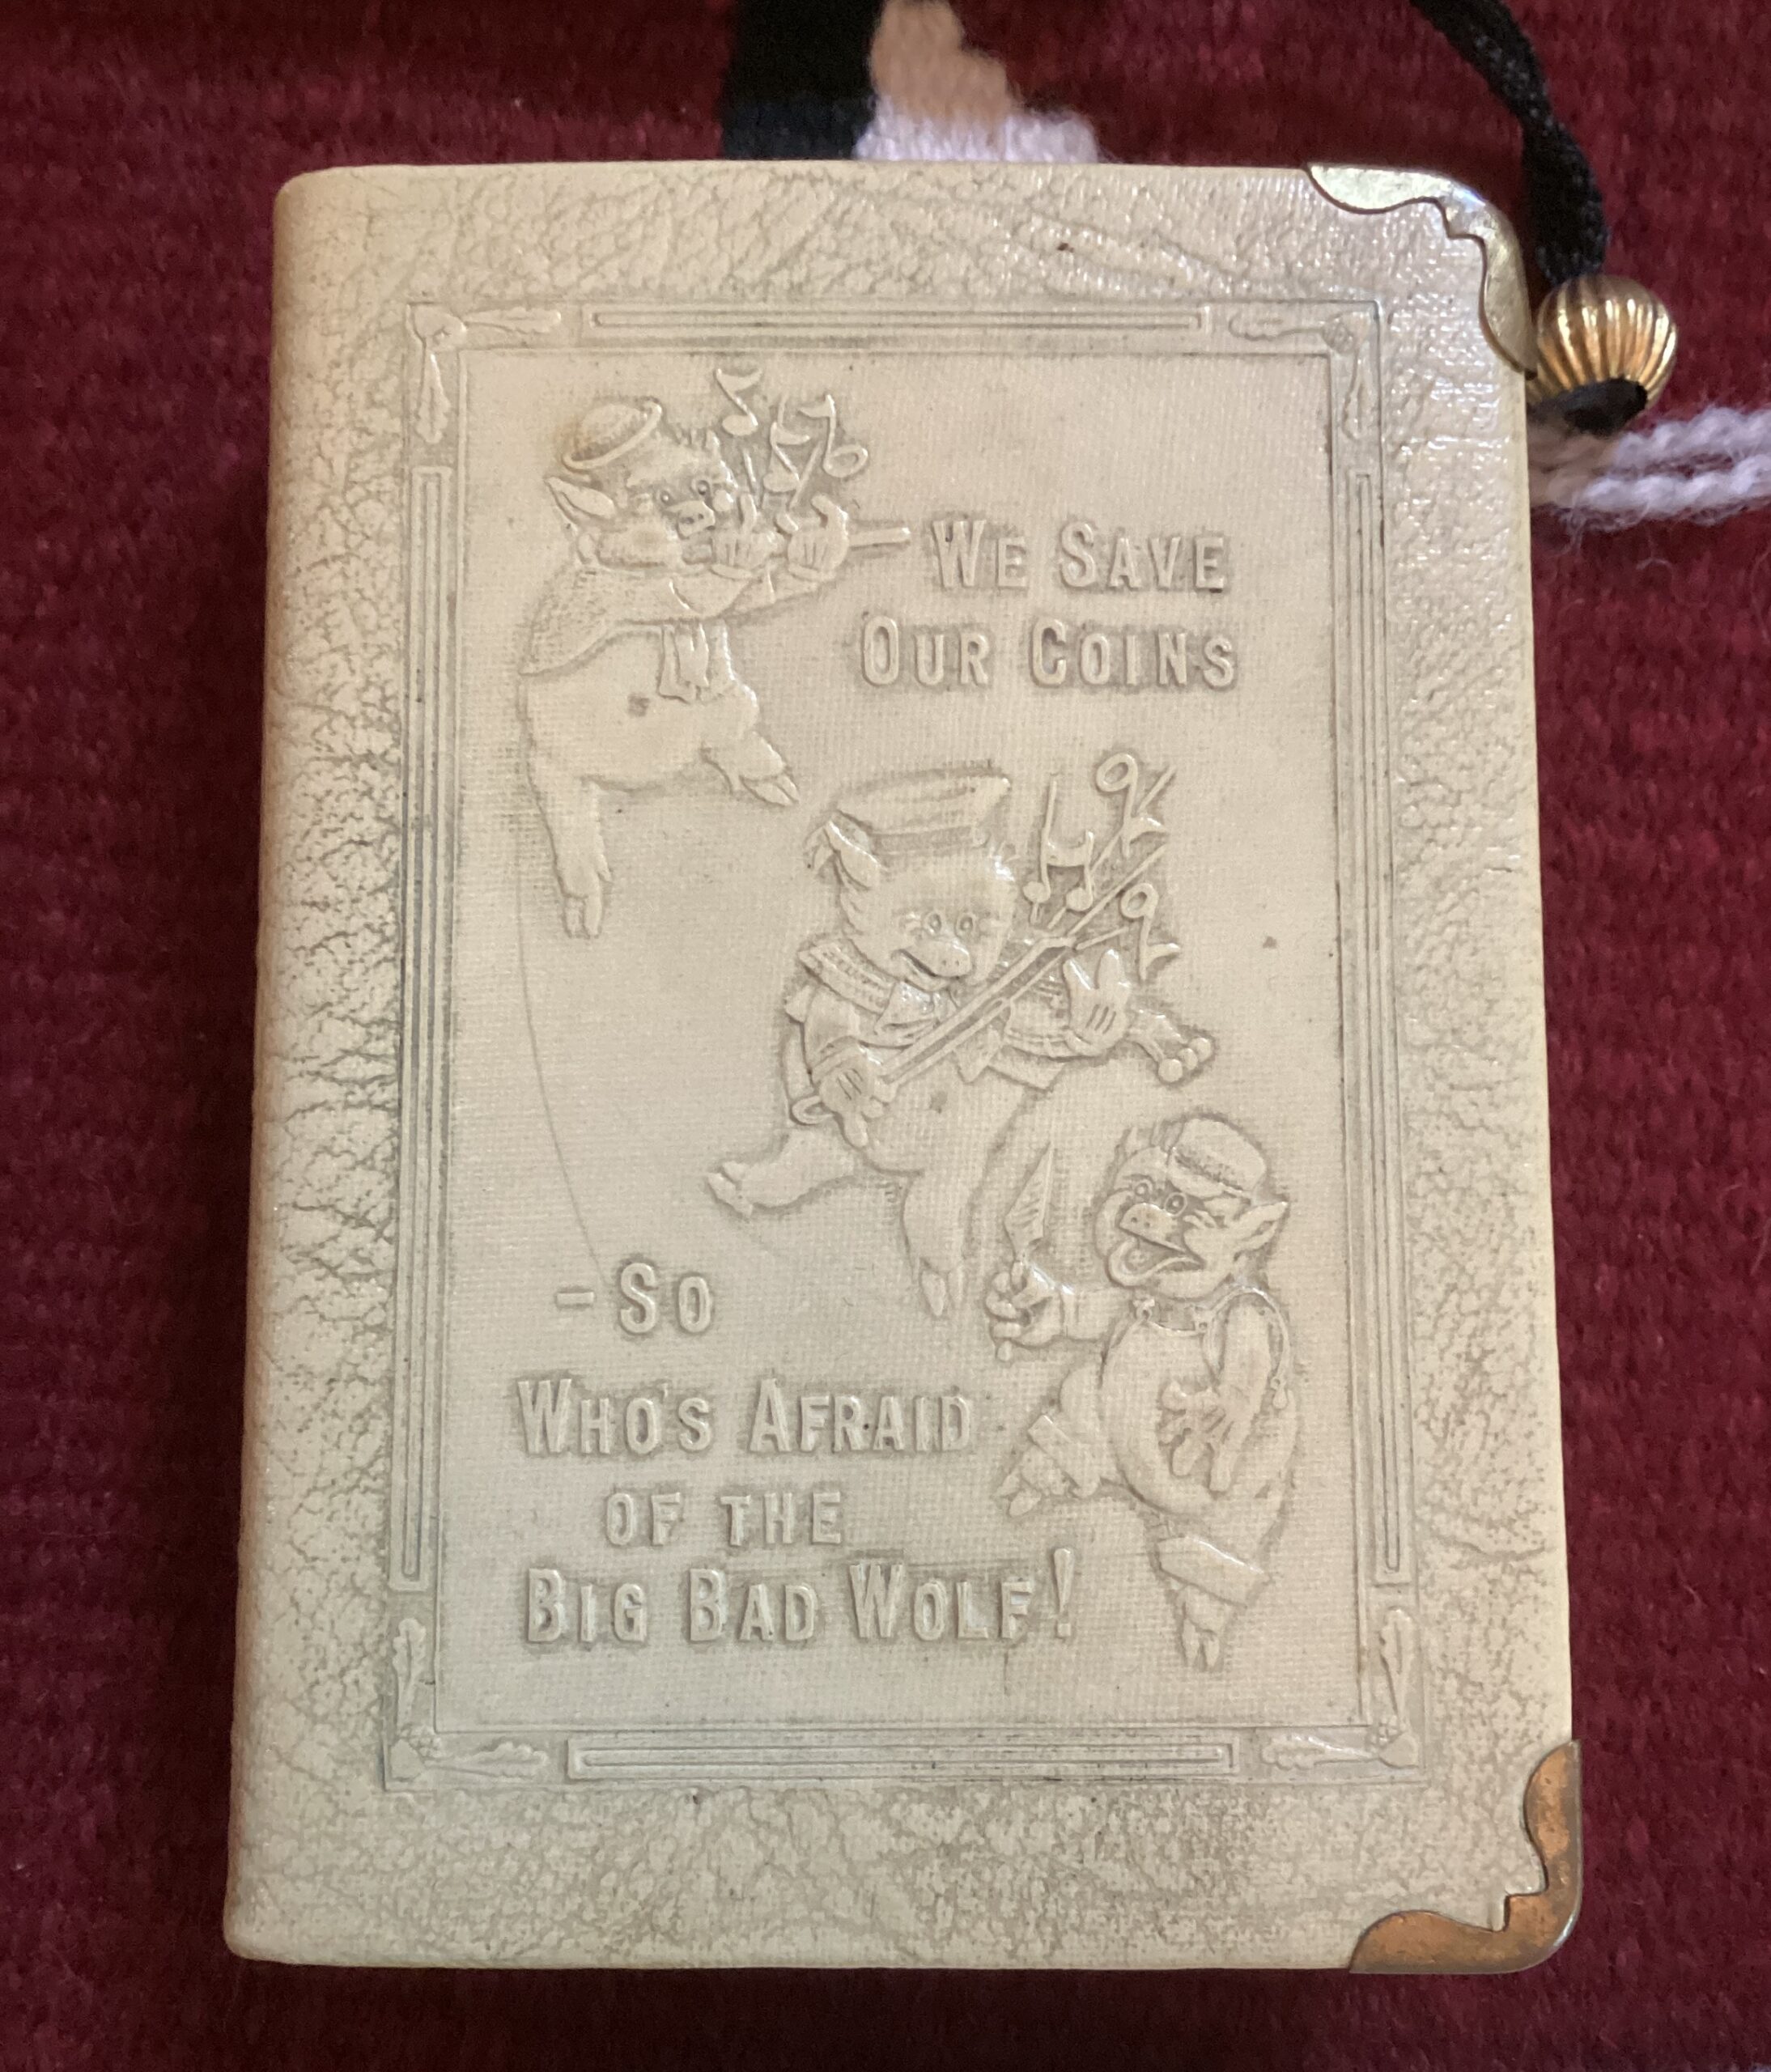 WE SAVE
OUR COINS
- SO
WHO'S AFRAID
OF THE
BIG BAD WOLF!